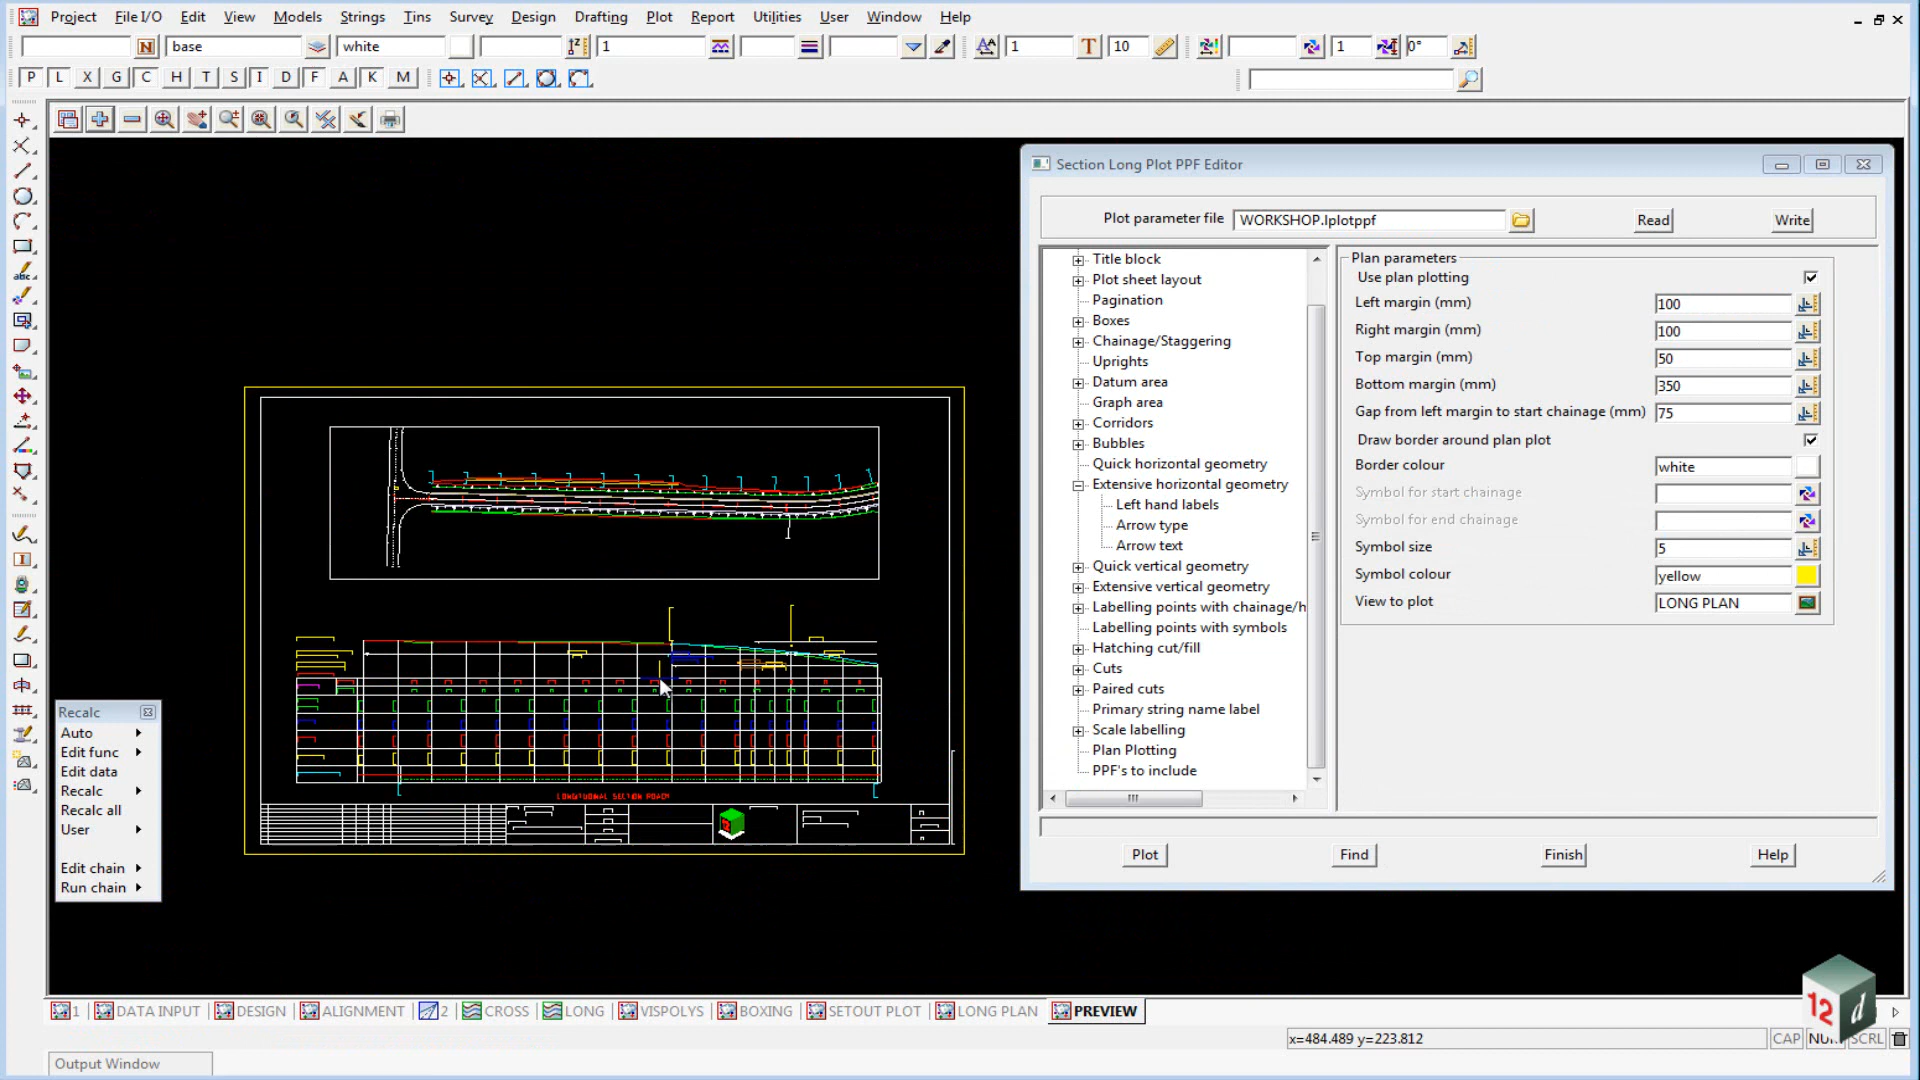 Project File I/O Edit View Models Strings Tins Survey Design Drafting Plot Report Utilities User Window Help
N base white 1 T 1 10 1 0°
P L X G C H T S I D F A K M
Section Long Plot PPF Editor
Plot parameter file WORKSHOP.lplotppf Read Write
Title block
Plot sheet layout
Pagination
Boxes
Chainage/Staggering
Uprights
Datum area
Graph area
Corridors
Bubbles
Quick horizontal geometry
Extensive horizontal geometry
Left hand labels
Arrow type
Arrow text
Quick vertical geometry
Extensive vertical geometry
Labelling points with chainage/h
Labelling points with symbols
Hatching cut/fill
Cuts
Paired cuts
Primary string name label
Scale labelling
Plan Plotting
PPF's to include
Plan parameters
Use plan plotting
Left margin (mm) 100
Right margin (mm) 100
Top margin (mm) 50
Bottom margin (mm) 350
Gap from left margin to start chainage (mm) 75
Draw border around plan plot
Border colour white
Symbol for start chainage
Symbol for end chainage
Symbol size 5
Symbol colour yellow
View to plot LONG PLAN
Plot Find Finish Help
LONGITUDINAL SECTION ROAD1
Recalc
Auto
Edit func
Edit data
Recalc
Recalc all
User
Edit chain
Run chain
1 DATA INPUT DESIGN ALIGNMENT 2 CROSS LONG VISPOLYS BOXING SETOUT PLOT LONG PLAN PREVIEW
12d
x=484.489 y=223.812 CAP NUM SCRL
Output Window